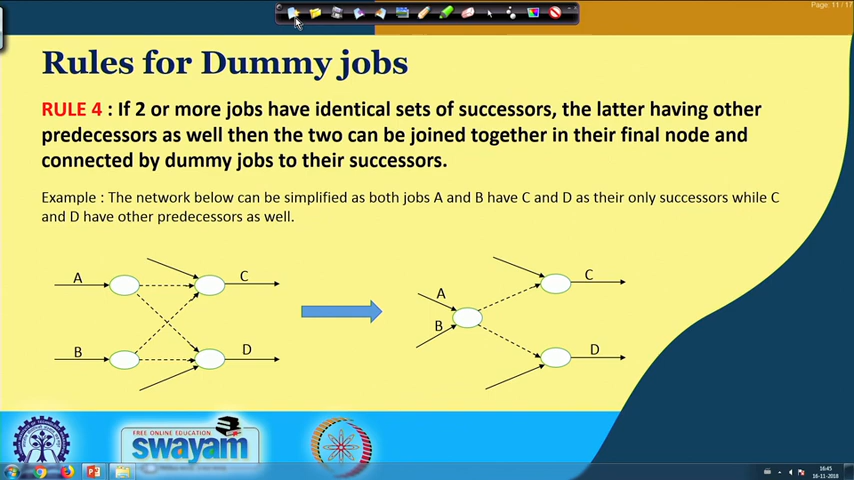 Page: 11 / 17
Rules for Dummy jobs
RULE 4 : If 2 or more jobs have identical sets of successors, the latter having other
predecessors as well then the two can be joined together in their final node and
connected by dummy jobs to their successors.
Example : The network below can be simplified as both jobs A and B have C and D as their only successors while C
and D have other predecessors as well.
A
C
B
D
A
B
C
D
FREE ONLINE EDUCATION
swayam
16:45
16-11-2018